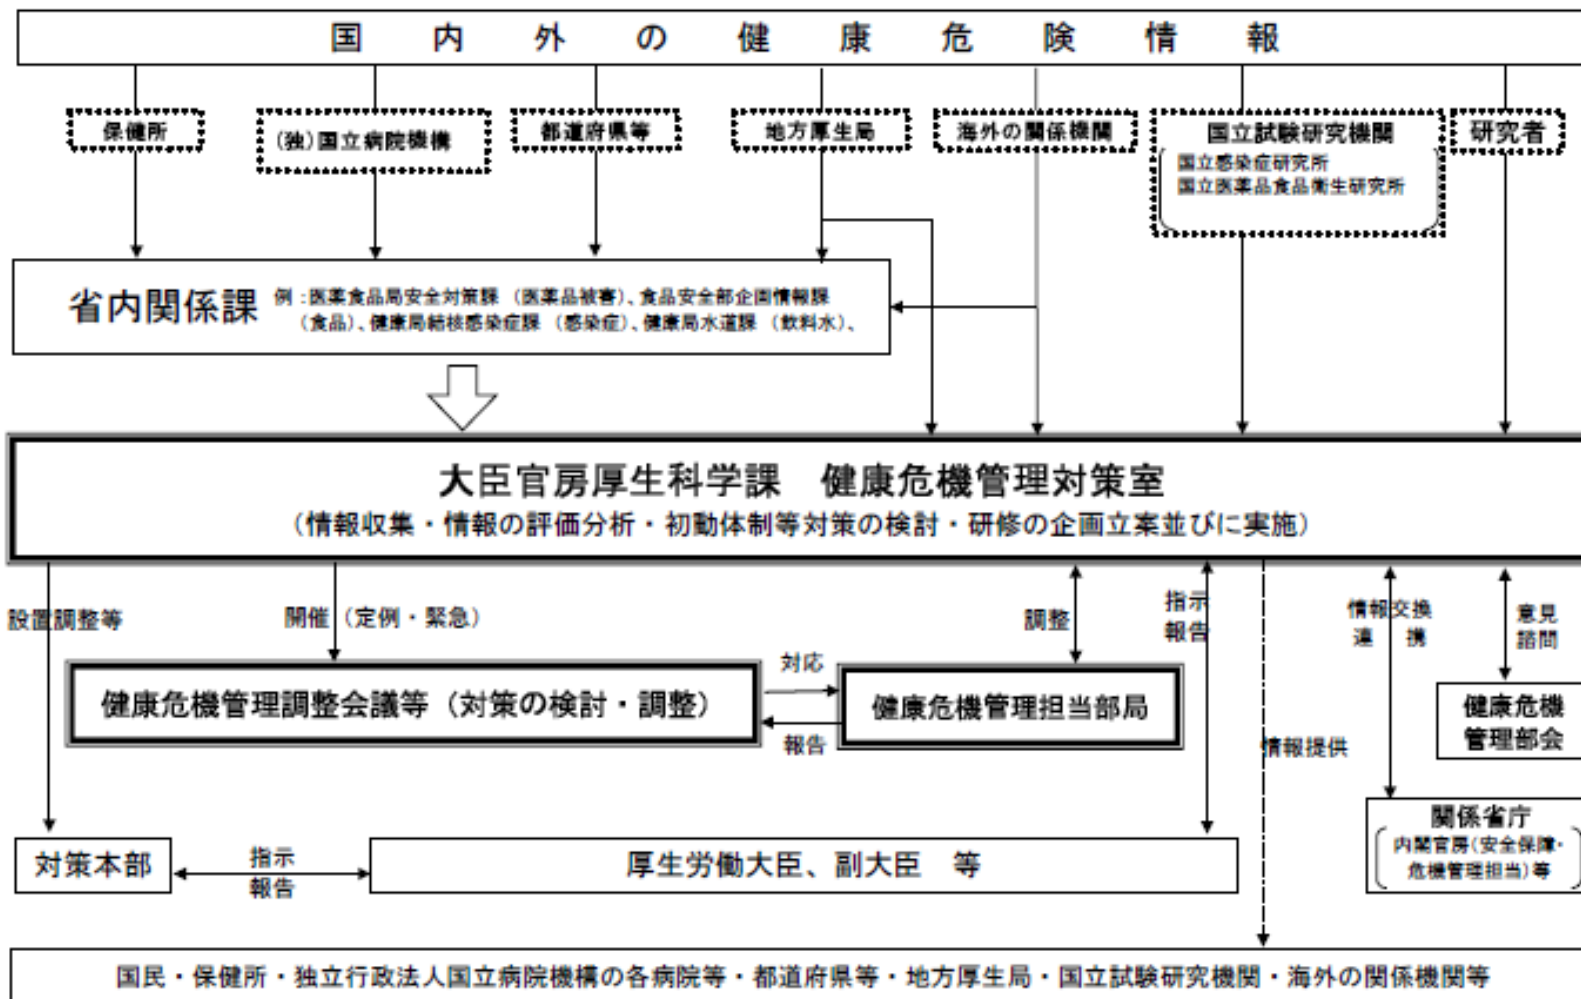 国内外の健康危険情報
保健所
(独)国立病院機構
都道府県等
地方厚生局
海外の関係機関
国立試験研究機関
国立感染症研究所
国立医薬品食品衛生研究所
研究者
省内関係課
例：医薬食品局安全対策課（医薬品被害）、食品安全部企画情報課
（食品）、健康局結核感染症課（感染症）、健康局水道課（飲料水）、
大臣官房厚生科学課　健康危機管理対策室
（情報収集・情報の評価分析・初動体制等対策の検討・研修の企画立案並びに実施）
設置調整等
開催（定例・緊急）
調整
指示
報告
情報交換
連　携
意見
諮問
健康危機管理調整会議等（対策の検討・調整）
対応
報告
健康危機管理担当部局
健康危機
管理部会
情報提供
関係省庁
内閣官房(安全保障・
危機管理担当)等
対策本部
指示
報告
厚生労働大臣、副大臣　等
国民・保健所・独立行政法人国立病院機構の各病院等・都道府県等・地方厚生局・国立試験研究機関・海外の関係機関等